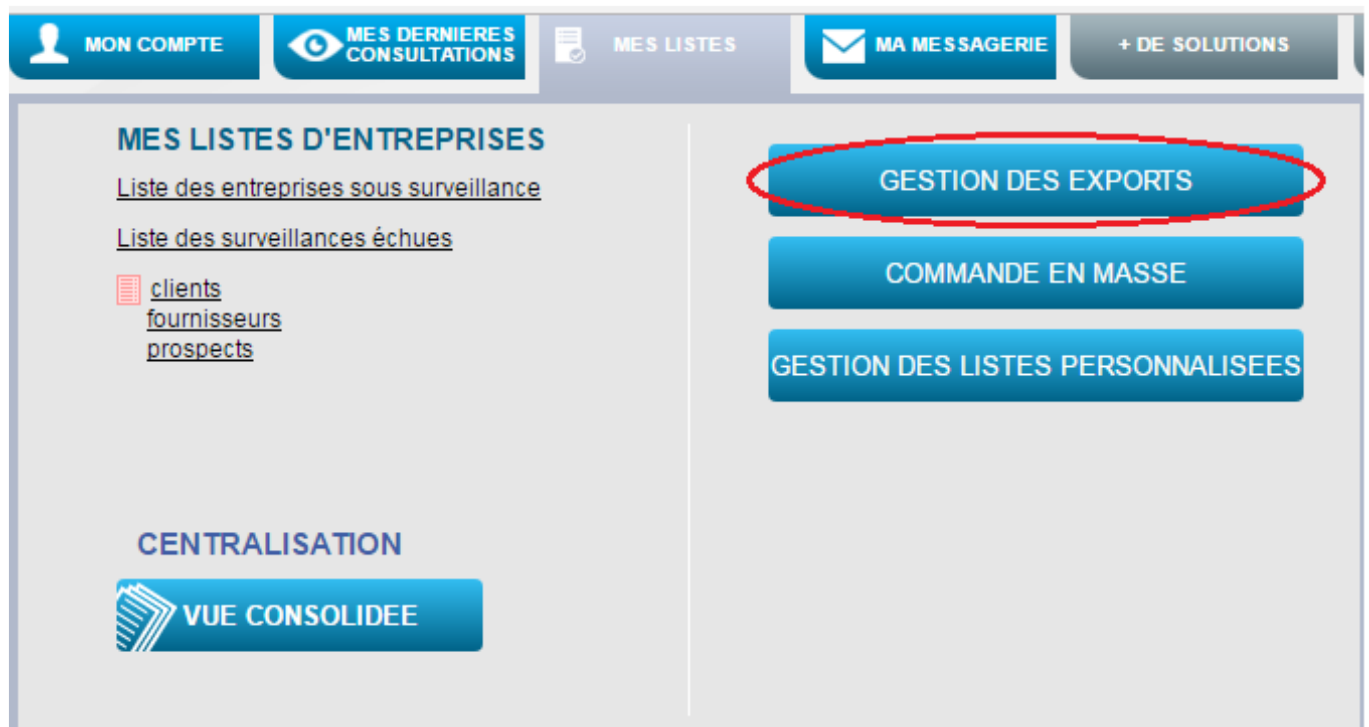 MON COMPTE
MES DERNIERES
CONSULTATIONS
MES LISTES
MA MESSAGERIE
+ DE SOLUTIONS
MES LISTES D'ENTREPRISES
Liste des entreprises sous surveillance
Liste des surveillances échues
clients
fournisseurs
prospects
CENTRALISATION
VUE CONSOLIDEE
GESTION DES EXPORTS
COMMANDE EN MASSE
GESTION DES LISTES PERSONNALISEES